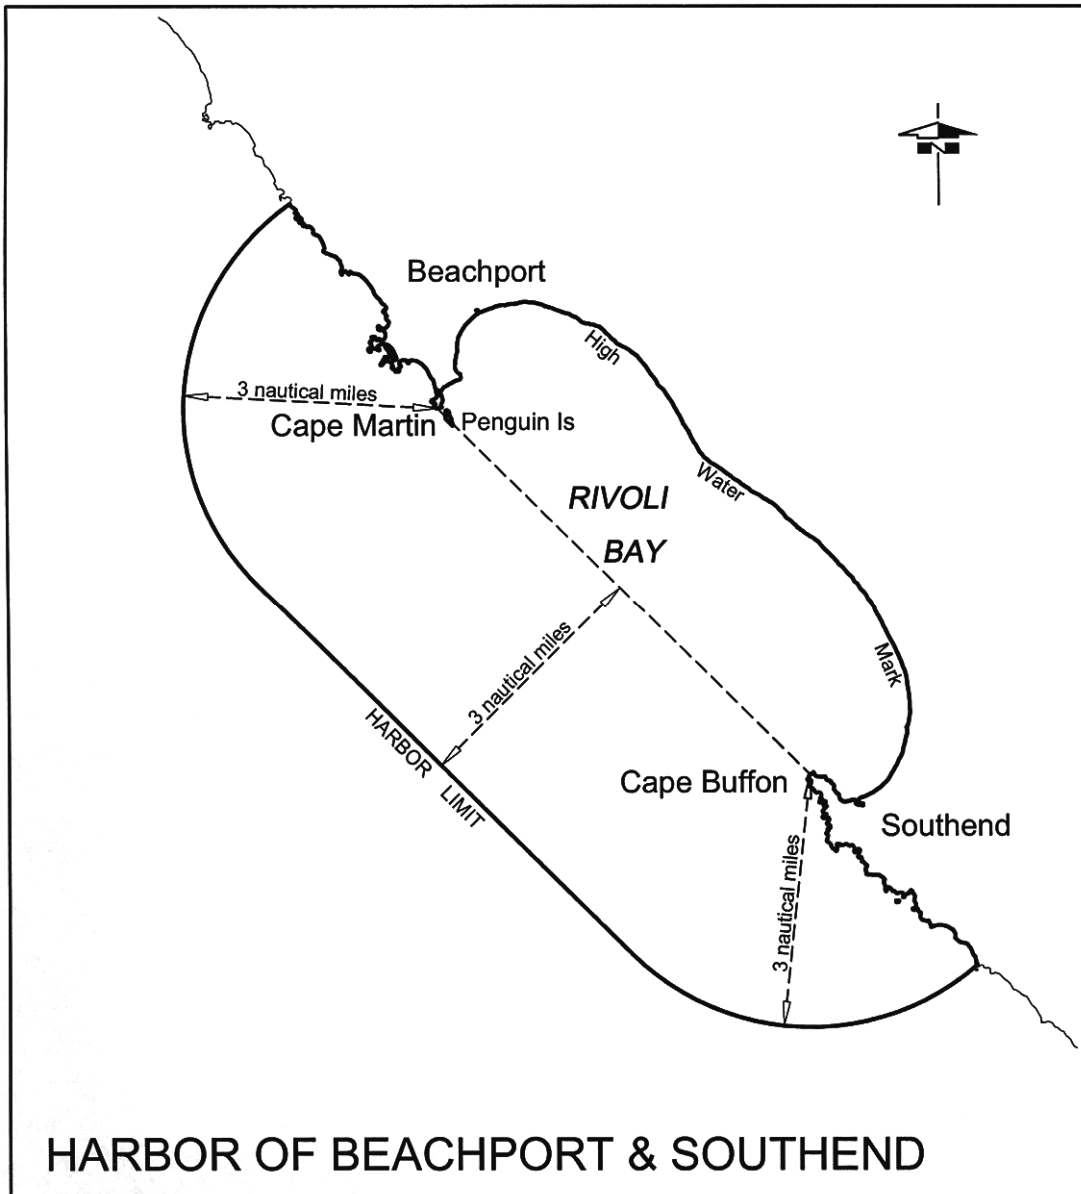 N
Beachport
High
3 nautical miles
Cape Martin
Penguin Is
Water
RIVOLI
BAY
3 nautical miles
Mark
HARBOR
LIMIT
Cape Buffon
Southend
3 nautical miles
HARBOR OF BEACHPORT & SOUTHEND